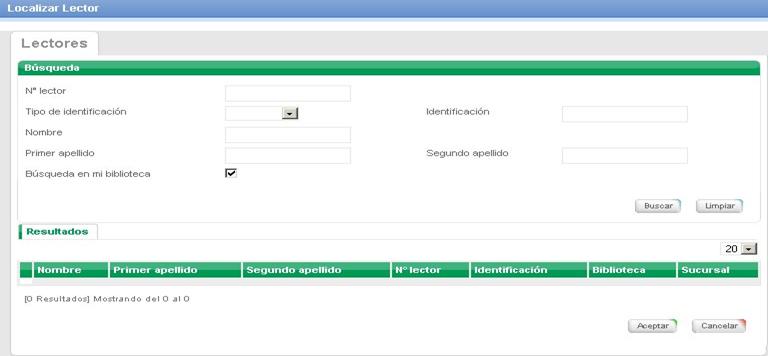 Localizar Lector
Lectores
Búsqueda
Nº lector
Tipo de identificación Identificación
Nombre
Primer apellido Segundo apellido
Búsqueda en mi biblioteca
Buscar Limpiar
Resultados
20
Nombre Primer apellido Segundo apellido Nº lector Identificación Biblioteca Sucursal
[0 Resultados] Mostrando del 0 al 0
Aceptar Cancelar